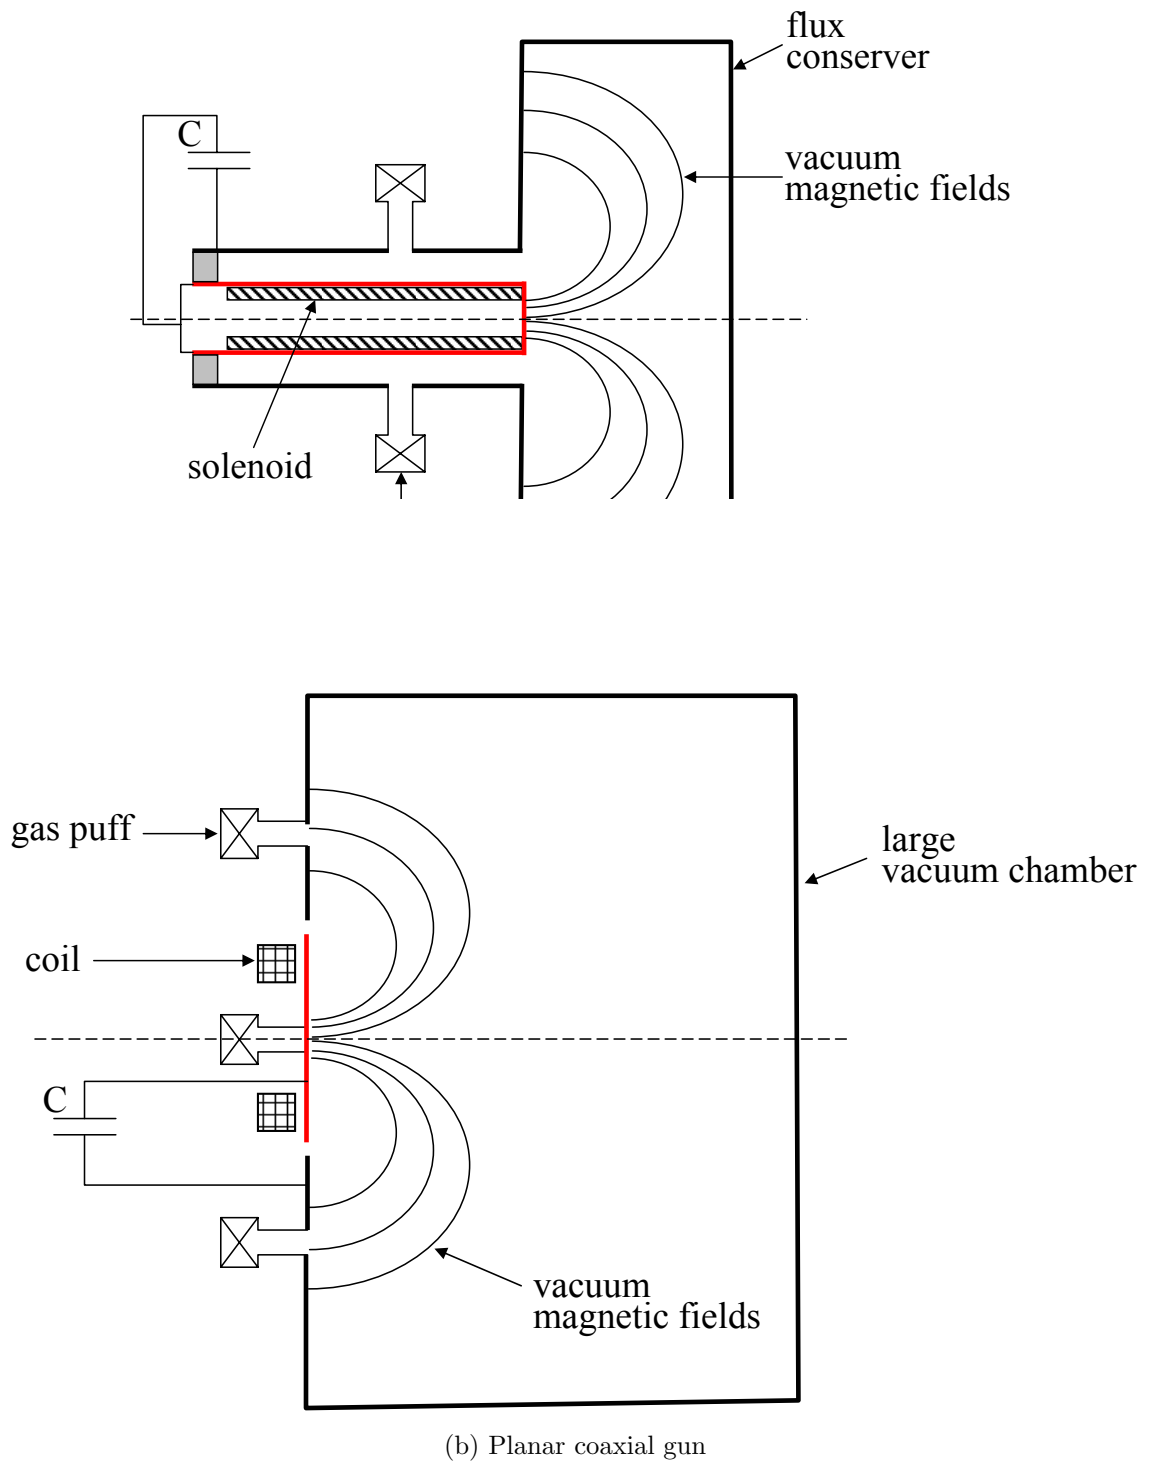 flux
conserver
C
vacuum
magnetic fields
solenoid
gas puff
large
vacuum chamber
coil
C
vacuum
magnetic fields
(b) Planar coaxial gun